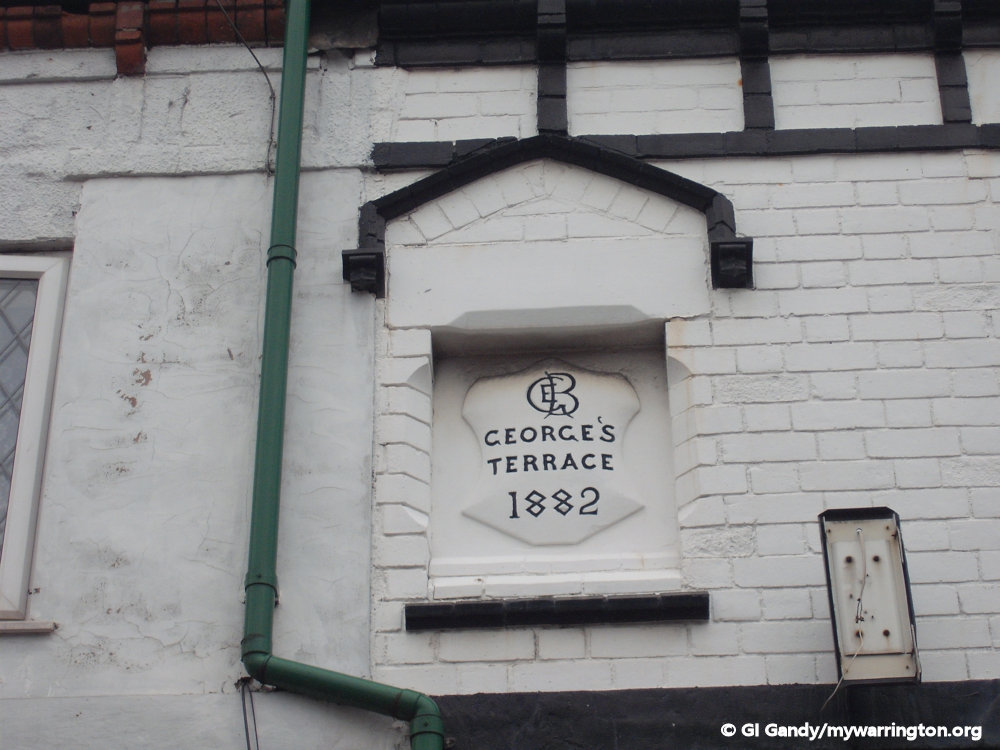 GEORGE'S
TERRACE
1882
© GI Gandy/mywarrington.org